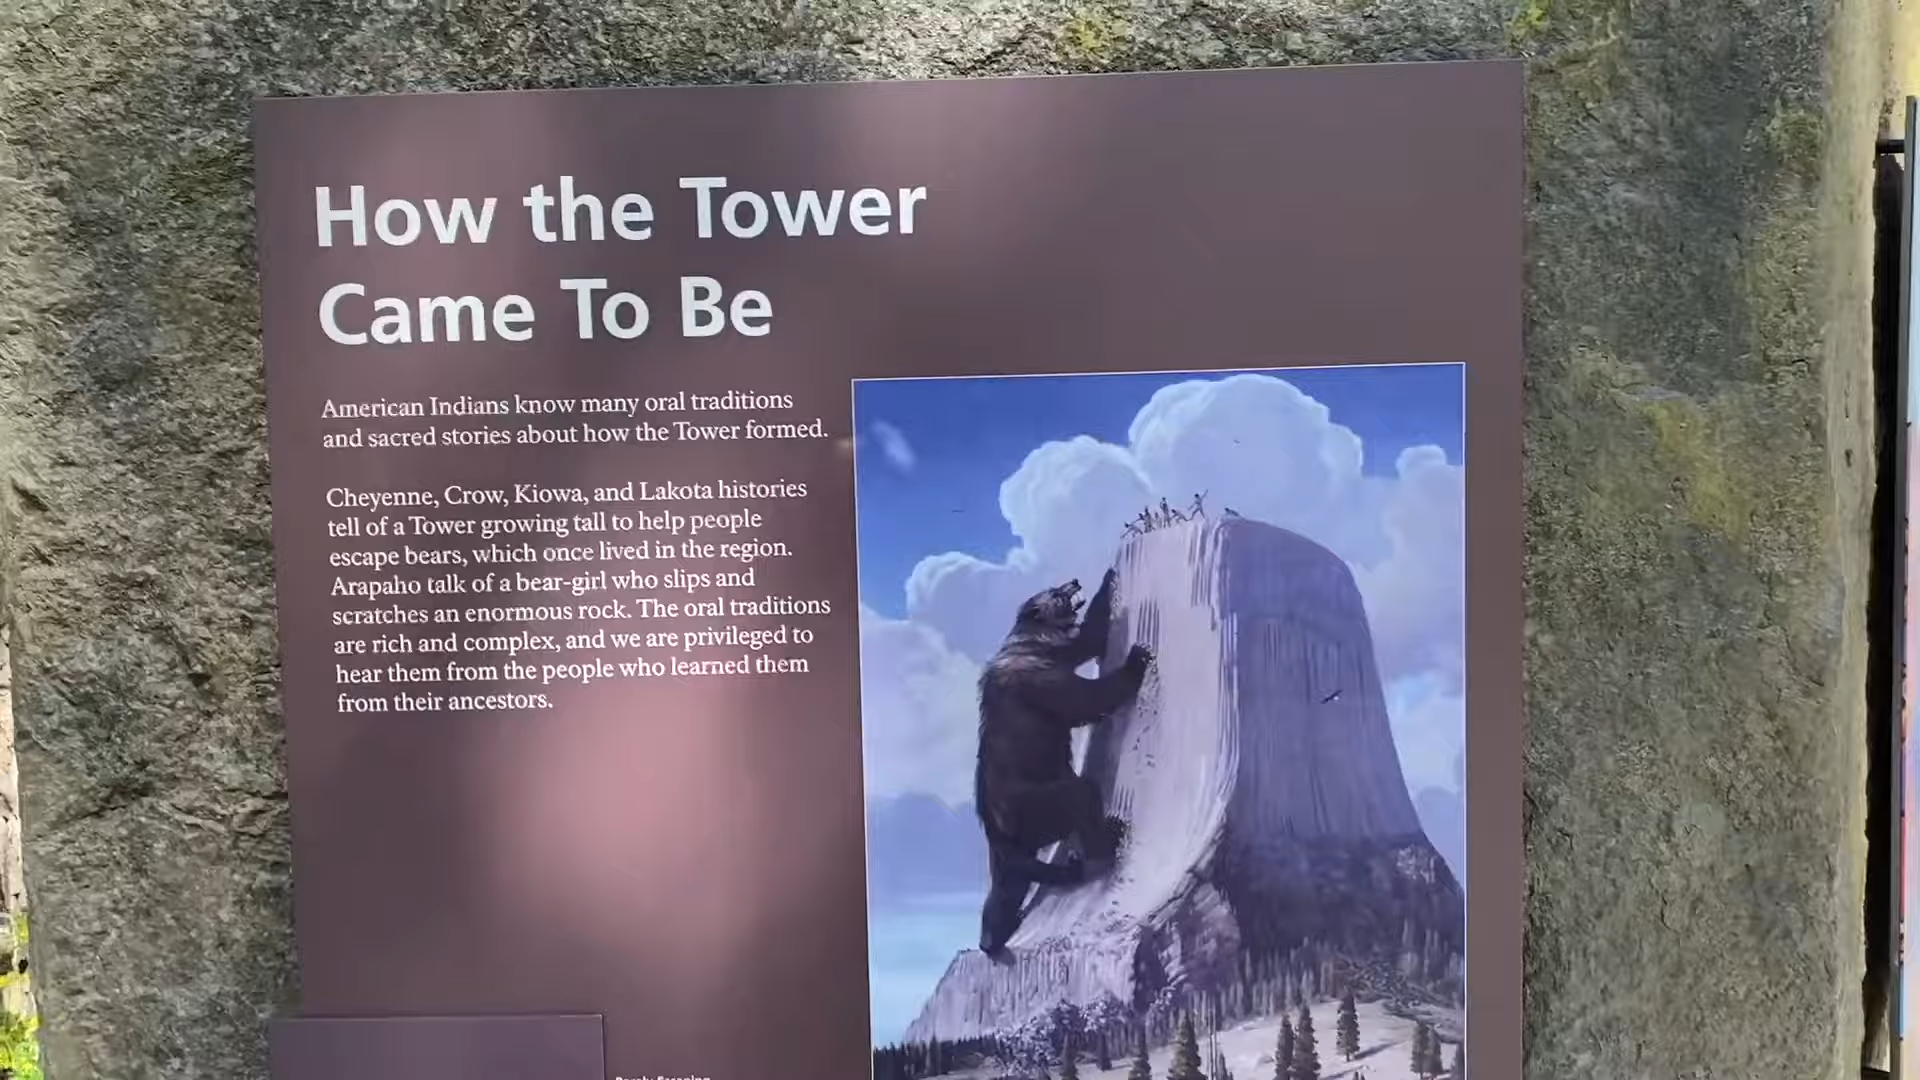 How the Tower
Came To Be
American Indians know many oral traditions
and sacred stories about how the Tower formed.
Cheyenne, Crow, Kiowa, and Lakota histories
tell of a Tower growing tall to help people
escape bears, which once lived in the region.
Arapaho talk of a bear-girl who slips and
scratches an enormous rock. The oral traditions
are rich and complex, and we are privileged to
hear them from the people who learned them
from their ancestors.